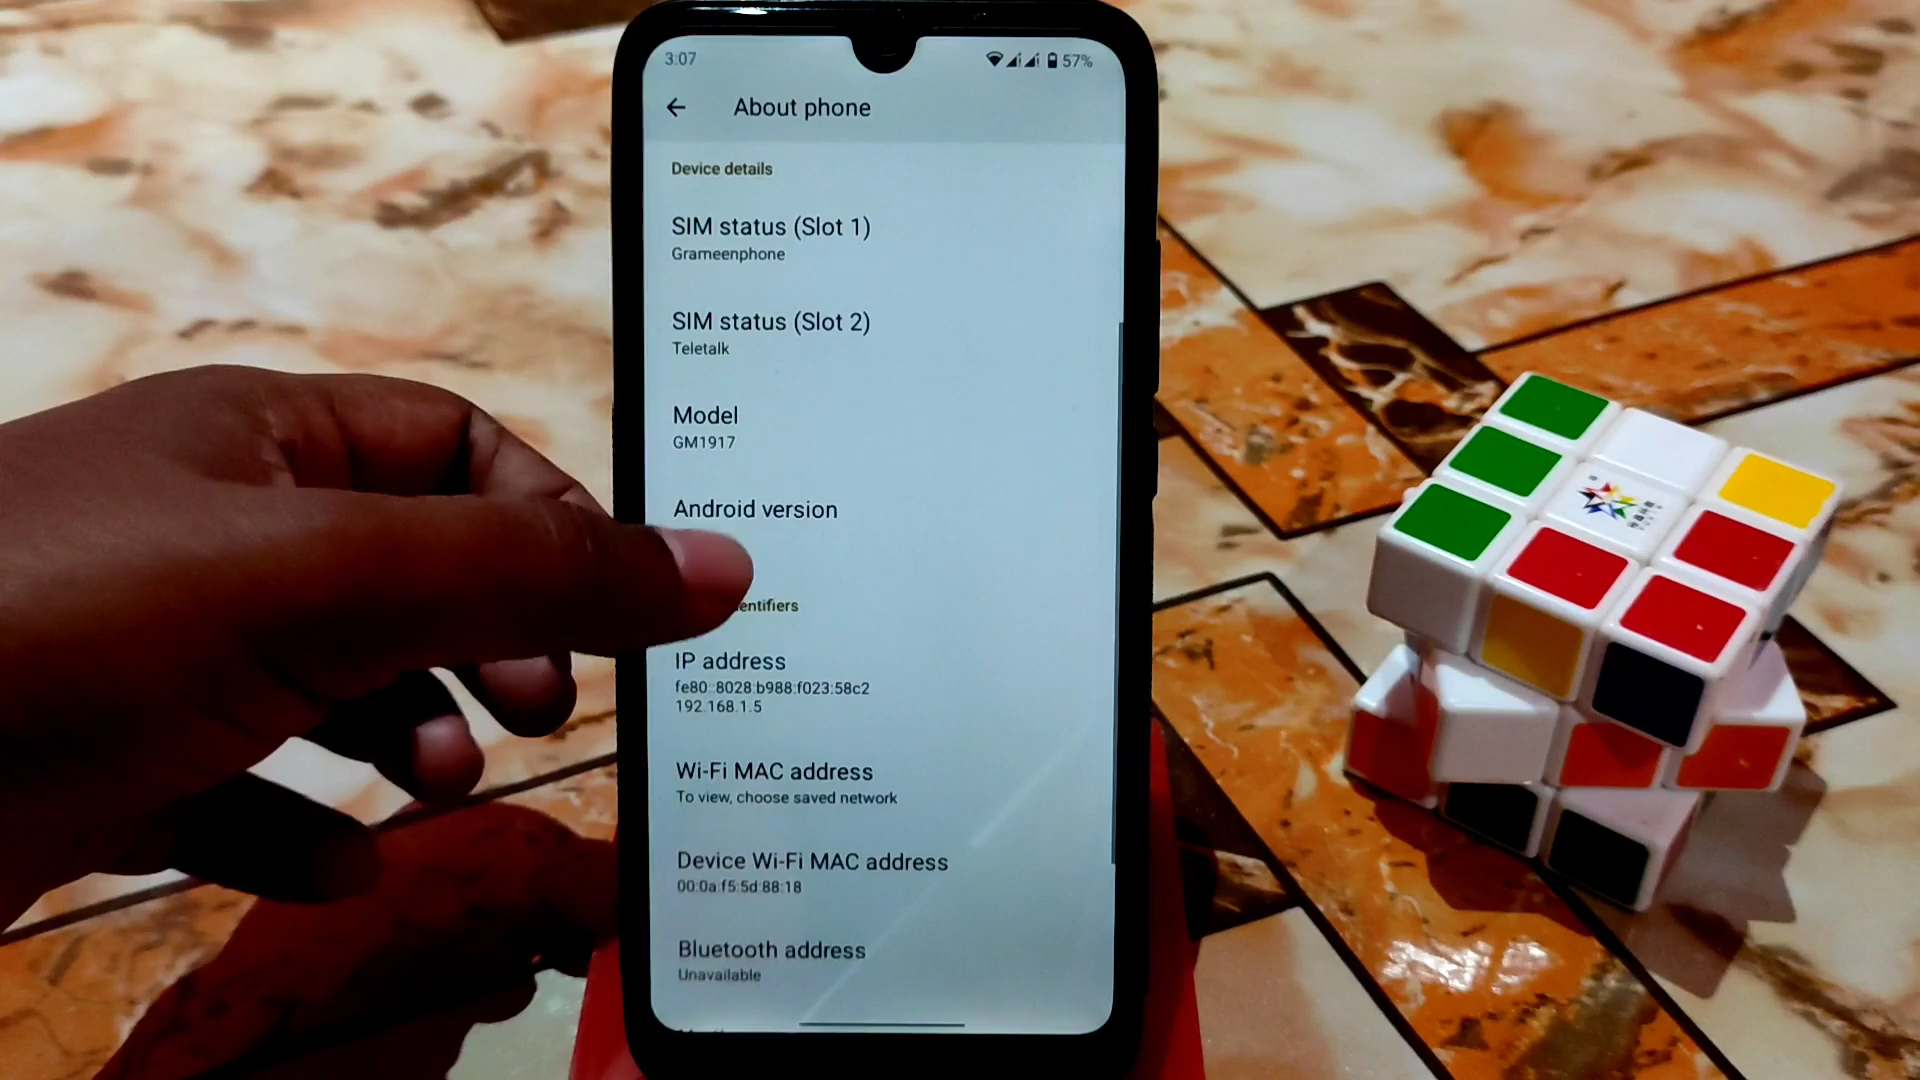 3:07
57%
About phone
Device details
SIM status (Slot 1)
Grameenphone
SIM status (Slot 2)
Teletalk
Model
GM1917
Android version
entifiers
IP address
fe80::8028:b988:f023:58c2
192.168.1.5
Wi-Fi MAC address
To view, choose saved network
Device Wi-Fi MAC address
00:0a:f5:5d:88:18
Bluetooth address
Unavailable